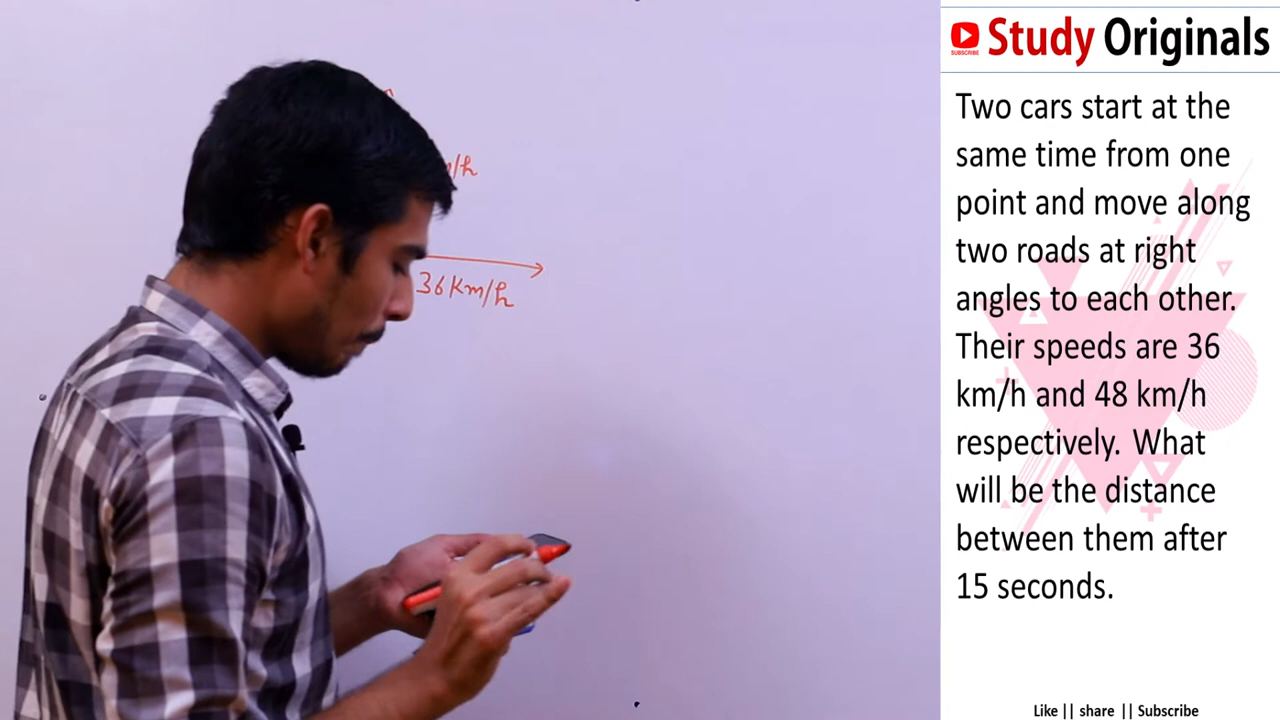 SUBSCRIBE
Study Originals
Two cars start at the
same time from one
point and move along
two roads at right
angles to each other.
Their speeds are 36
km/h and 48 km/h
respectively. What
will be the distance
between them after
15 seconds.
/h
36 Km/h
Like || share || Subscribe